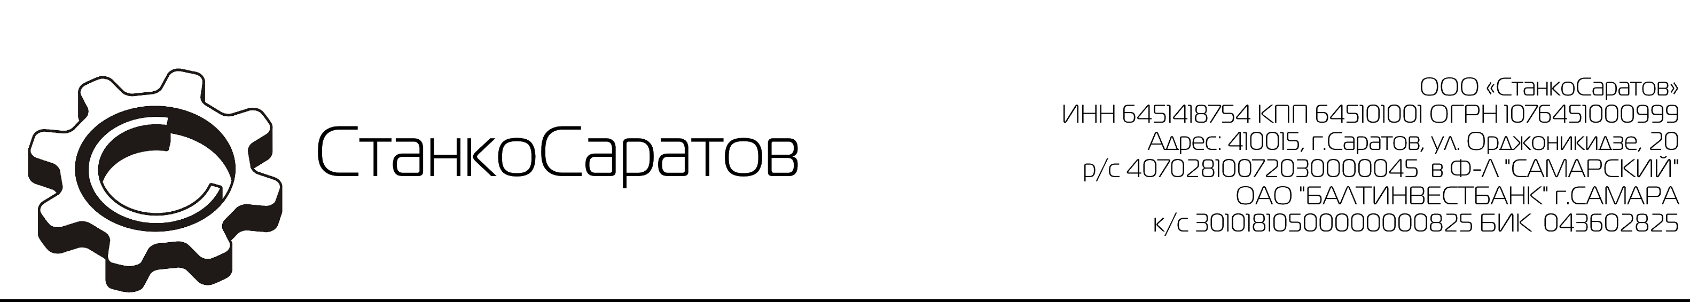 СтанкоСаратов
ООО «СтанкоСаратов»
ИНН 6451418754 КПП 645101001 ОГРН 1076451000999
Адрес: 410015, г.Саратов, ул. Орджоникидзе, 20
р/с 40702810072030000045 в Ф-Л "САМАРСКИЙ"
ОАО "БАЛТИНВЕСТБАНК" г.САМАРА
к/с 30101810500000000825 БИК 043602825